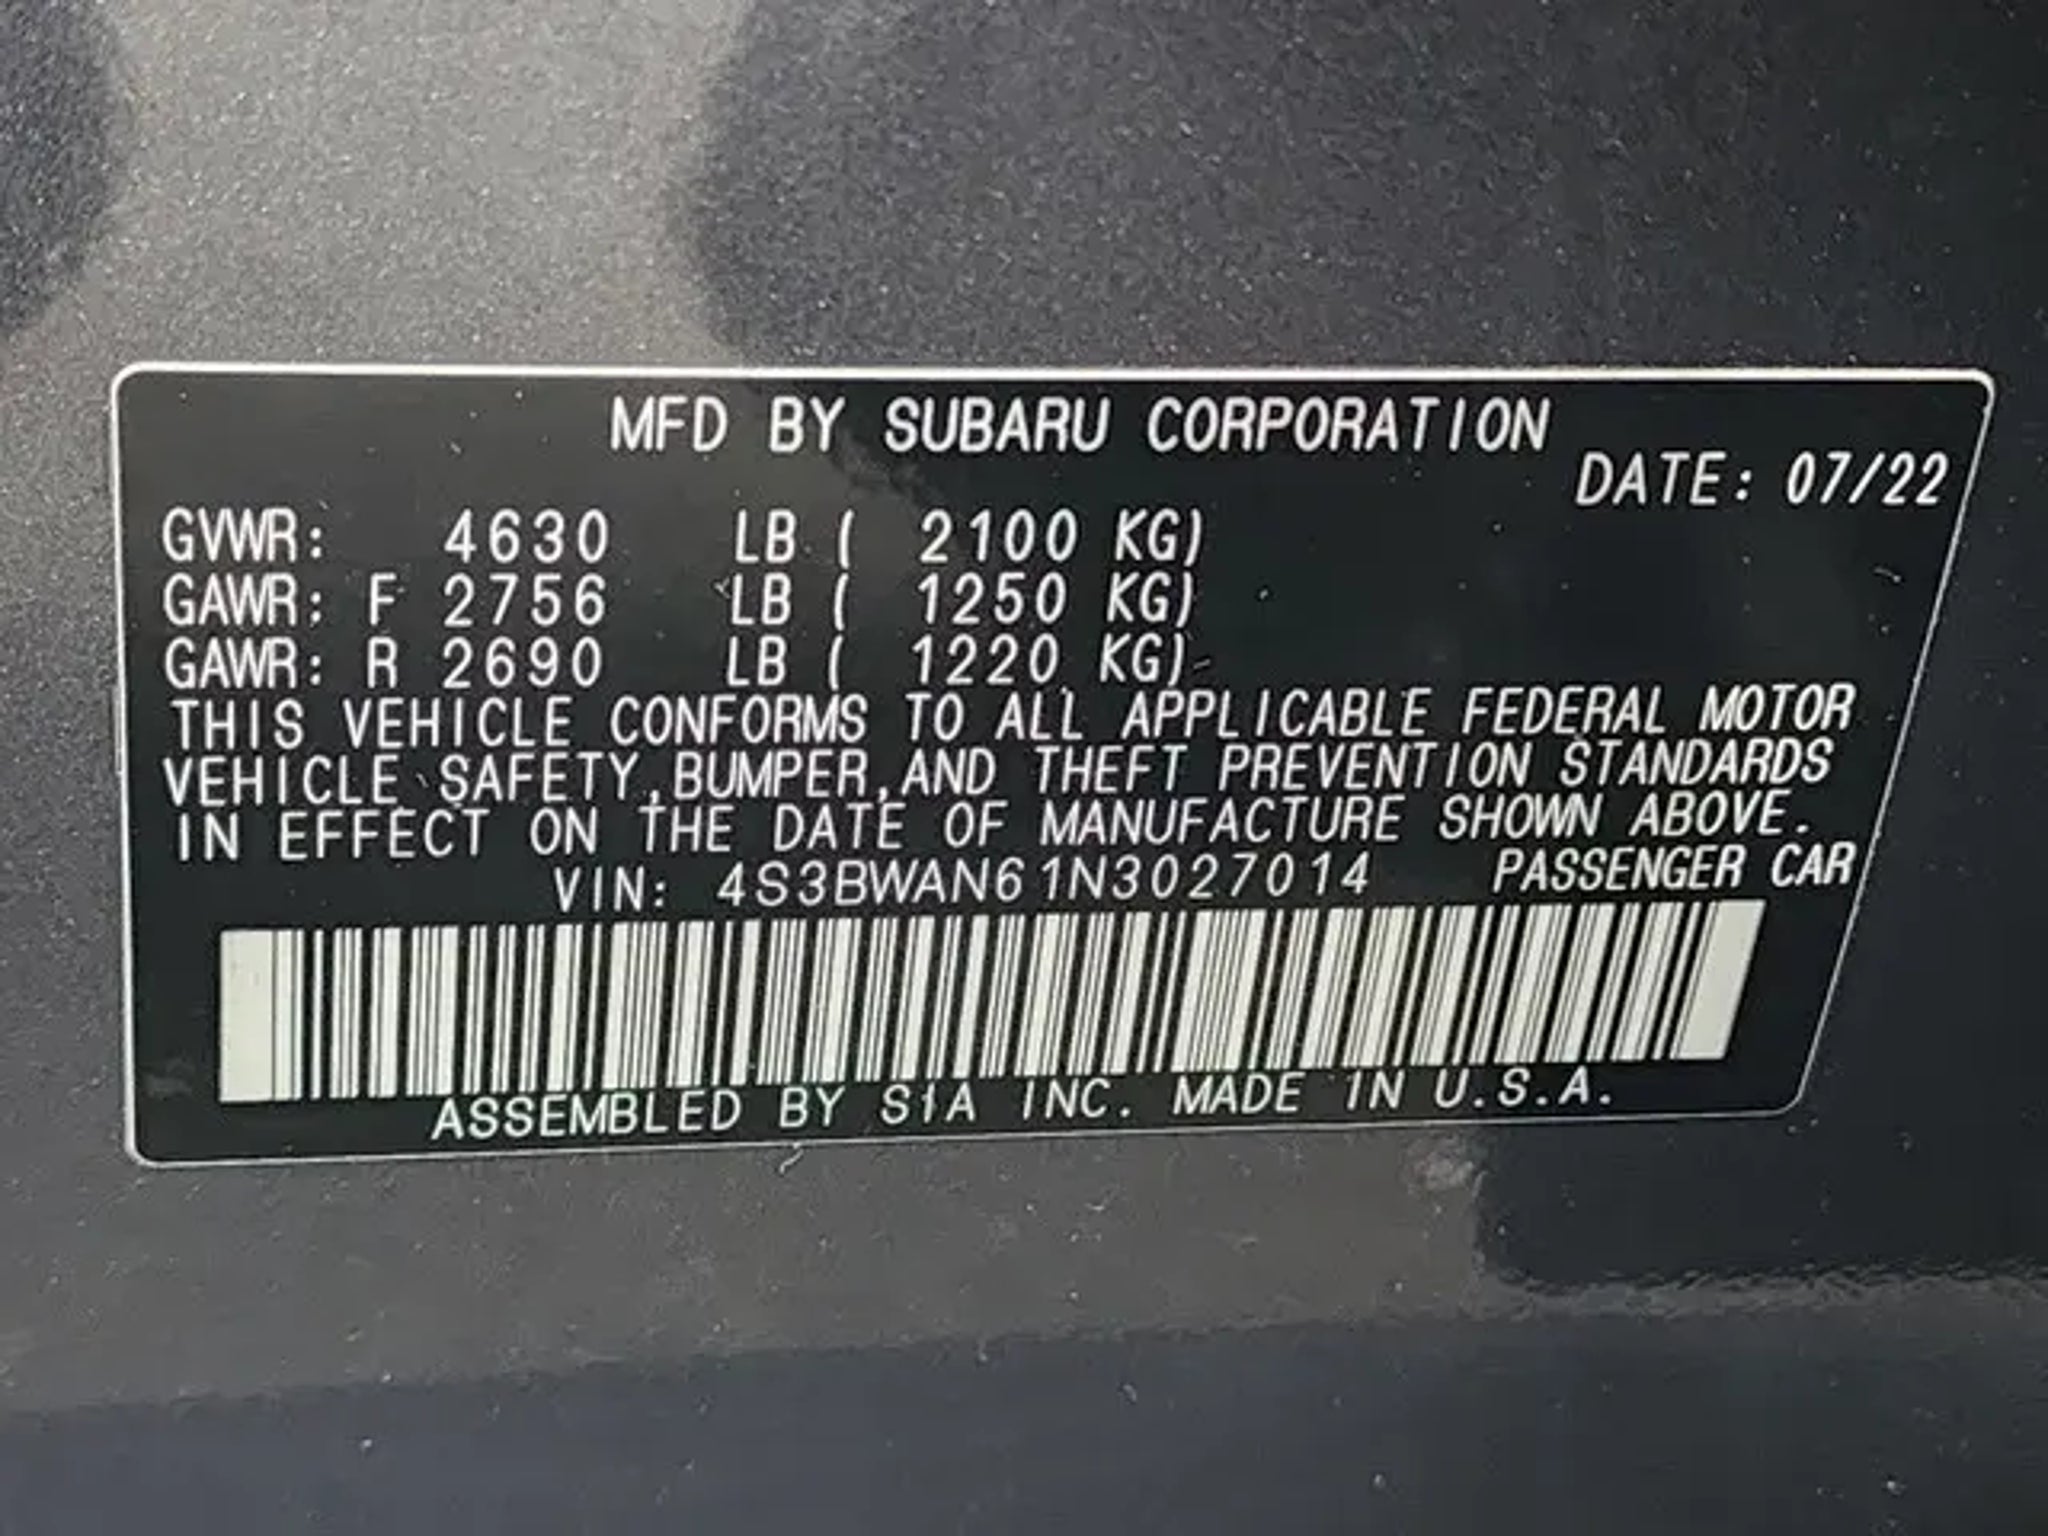 MFD BY SUBARU CORPORATION
DATE: 07/22
GVWR: 4630 LB ( 2100 KG)
GAWR: F 2756 LB ( 1250 KG)
GAWR: R 2690 LB ( 1220 KG)
THIS VEHICLE CONFORMS TO ALL APPLICABLE FEDERAL MOTOR
VEHICLE SAFETY,BUMPER,AND THEFT PREVENTION STANDARDS
IN EFFECT ON THE DATE OF MANUFACTURE SHOWN ABOVE.
VIN: 4S3BWAN61N3027014 PASSENGER CAR
ASSEMBLED BY SIA INC. MADE IN U.S.A.